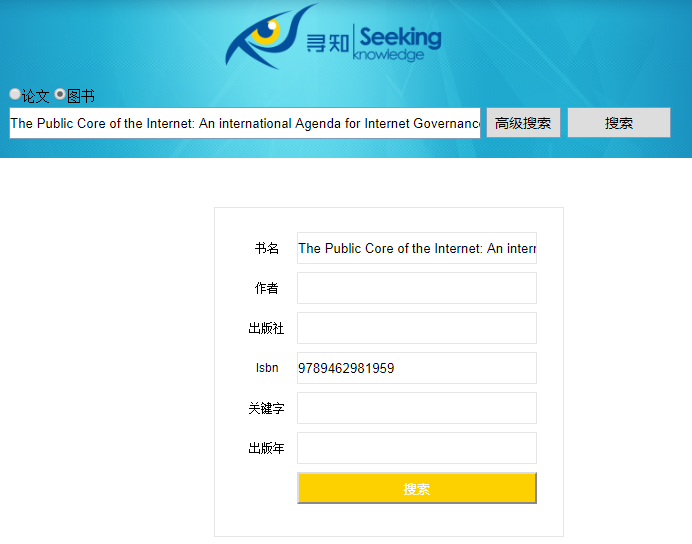 寻知 Seeking
knowledge
论文 图书
The Public Core of the Internet: An international Agenda for Internet Governance 高级搜索 搜索
书名 The Public Core of the Internet: An intern
作者
出版社
Isbn 9789462981959
关键字
出版年
搜索